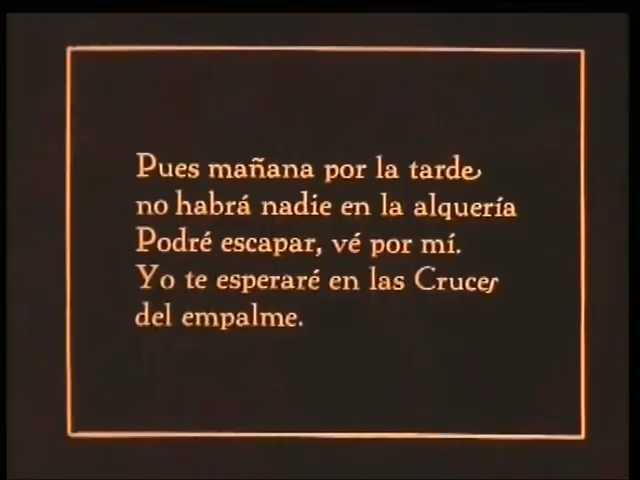 Pues mañana por la tarde
no habrá nadie en la alquería
Podré escapar, vé por mí.
Yo te esperaré en las Cruces
del empalme.